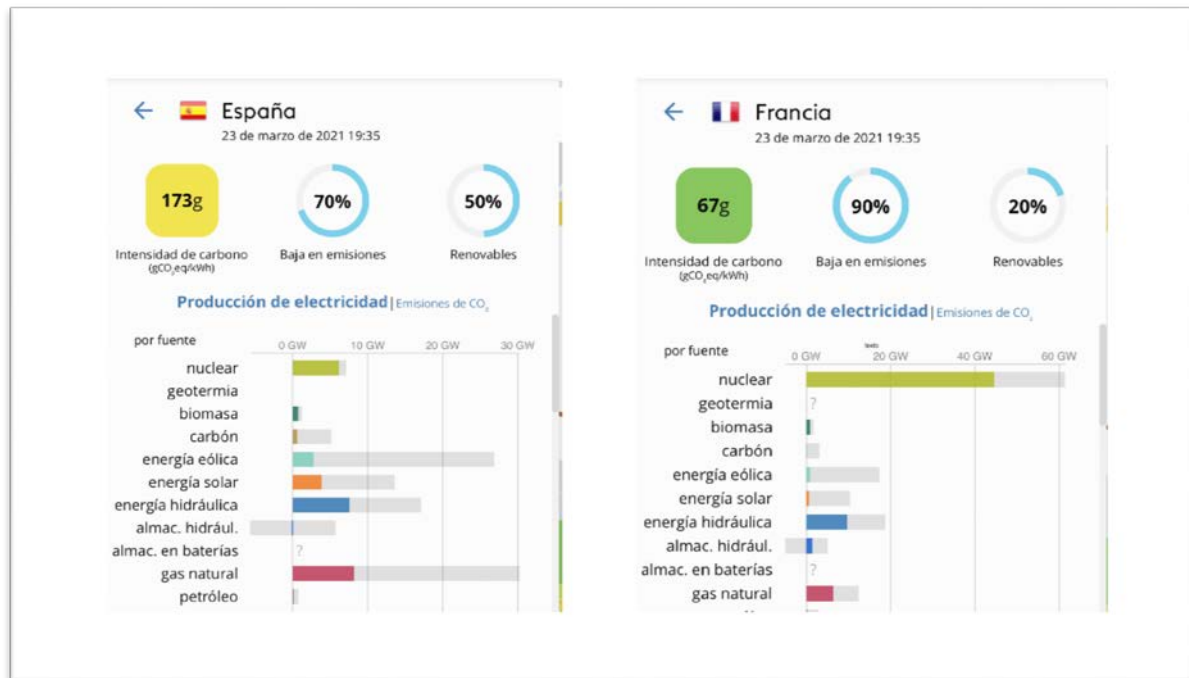 España
23 de marzo de 2021 19:35
173g
70%
50%
Intensidad de carbono
(gCO₂eq/kWh)
Baja en emisiones
Renovables
Producción de electricidad | Emisiones de CO₂
por fuente
0 GW
10 GW
20 GW
30 GW
nuclear
geotermia
biomasa
carbón
energía eólica
energía solar
energía hidráulica
almac. hidrául.
almac. en baterías
?
gas natural
petróleo
Francia
23 de marzo de 2021 19:35
67g
90%
20%
Intensidad de carbono
(gCO₂eq/kWh)
Baja en emisiones
Renovables
Producción de electricidad | Emisiones de CO₂
por fuente
texto
0 GW
20 GW
40 GW
60 GW
nuclear
geotermia
?
biomasa
carbón
energía eólica
energía solar
energía hidráulica
almac. hidrául.
almac. en baterías
?
gas natural